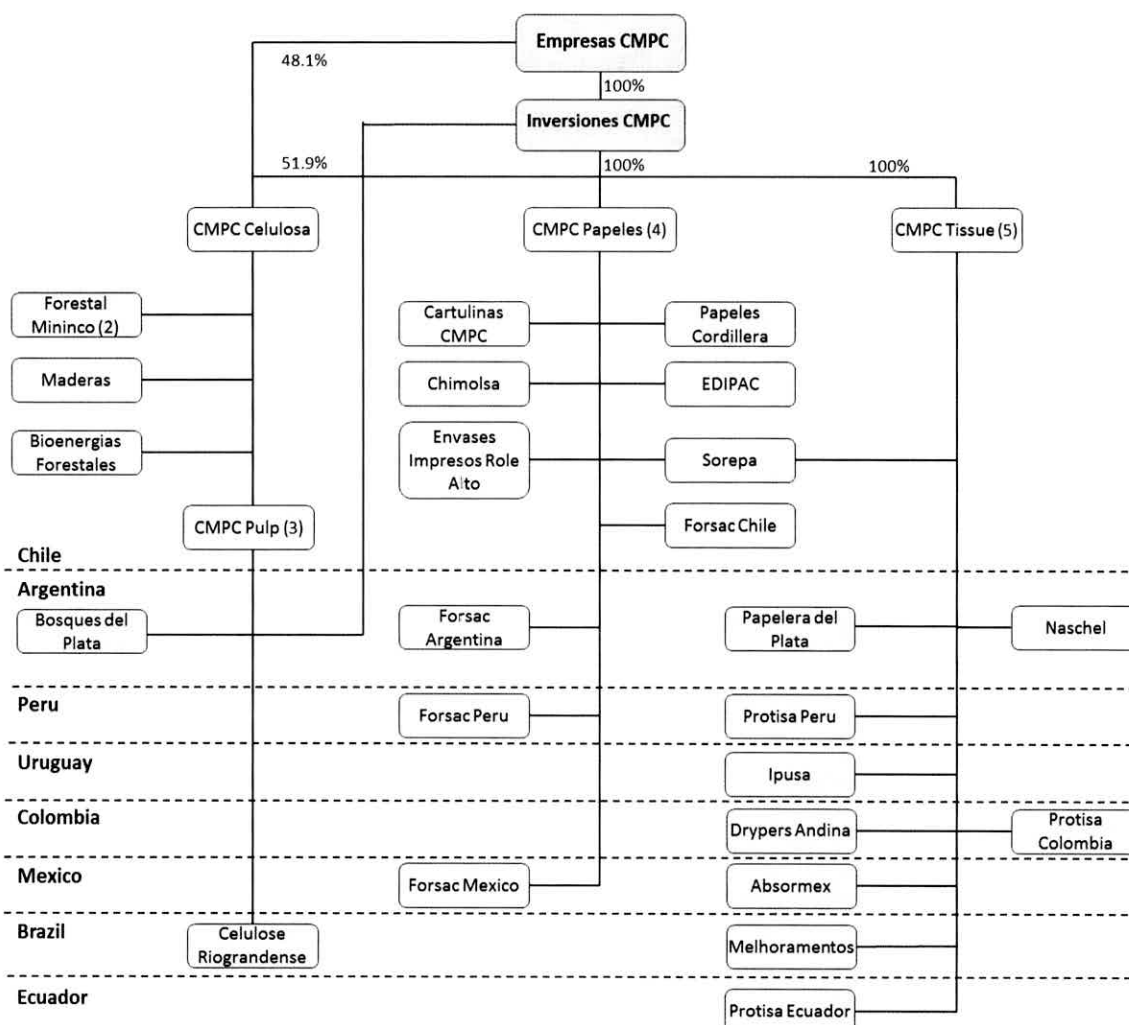 Empresas CMPC
48.1%
100%
Inversiones CMPC
51.9%
100%
100%
CMPC Celulosa
CMPC Papeles (4)
CMPC Tissue (5)
Forestal
Mininco (2)
Cartulinas
CMPC
Papeles
Cordillera
Maderas
Chimolsa
EDIPAC
Bioenergias
Forestales
Envases
Impresos Role
Alto
Sorepa
CMPC Pulp (3)
Forsac Chile
Chile
Argentina
Bosques del
Plata
Forsac
Argentina
Papelera del
Plata
Naschel
Peru
Forsac Peru
Protisa Peru
Uruguay
Ipusa
Colombia
Drypers Andina
Protisa
Colombia
Mexico
Forsac Mexico
Absormex
Brazil
Celulose
Riograndense
Melhoramentos
Ecuador
Protisa Ecuador